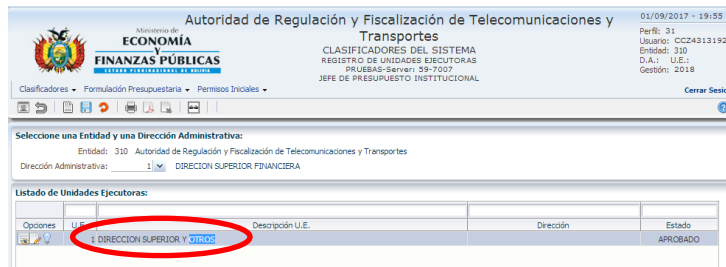 Autoridad de Regulación y Fiscalización de Telecomunicaciones y
Transportes
CLASIFICADORES DEL SISTEMA
REGISTRO DE UNIDADES EJECUTORAS
PRUEBAS-Server: 59-7007
JEFE DE PRESUPUESTO INSTITUCIONAL
Ministerio de
ECONOMÍA
Y
FINANZAS PÚBLICAS
ESTADO PLURINACIONAL DE BOLIVIA
01/09/2017 - 19:55
Perfil: 31
Usuario: CCZ4313192
Entidad: 310
D.A.: U.E.:
Gestión: 2018
Clasificadores Formulación Presupuestaria Permisos Iniciales Cerrar Sesió
Seleccione una Entidad y una Dirección Administrativa:
Entidad: 310 Autoridad de Regulación y Fiscalización de Telecomunicaciones y Transportes
Dirección Administrativa: 1 DIRECION SUPERIOR FINANCIERA
Listado de Unidades Ejecutoras:
Opciones U.E. Descripción U.E. Dirección Estado
1 DIRECCION SUPERIOR Y OTROS APROBADO